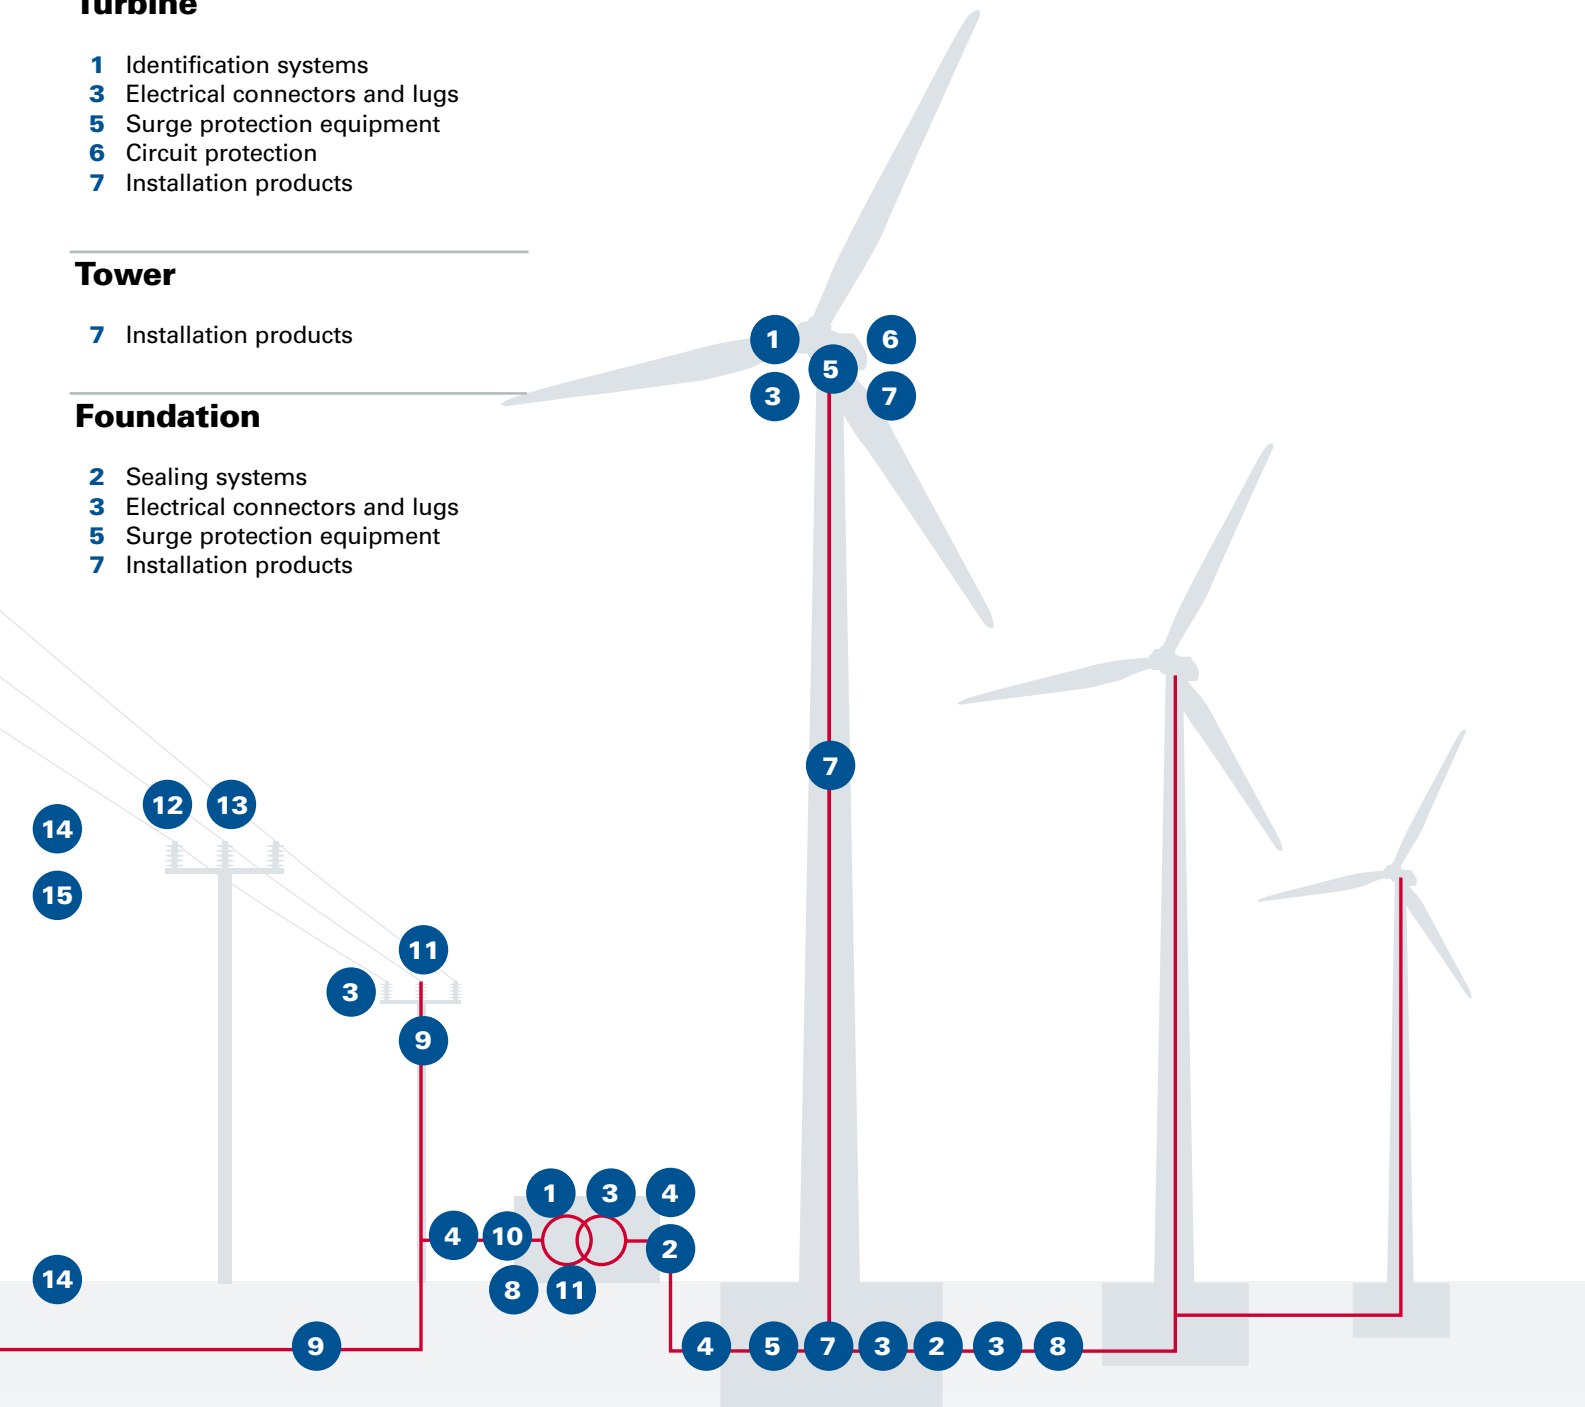 Turbine
1 Identification systems
3 Electrical connectors and lugs
5 Surge protection equipment
6 Circuit protection
7 Installation products
Tower
7 Installation products
Foundation
2 Sealing systems
3 Electrical connectors and lugs
5 Surge protection equipment
7 Installation products
1 6
5
3 7
7
12 13
14
15
11
3
9
1 3 4
4 10 2
14 8 11
9 4 5 7 3 2 3 8